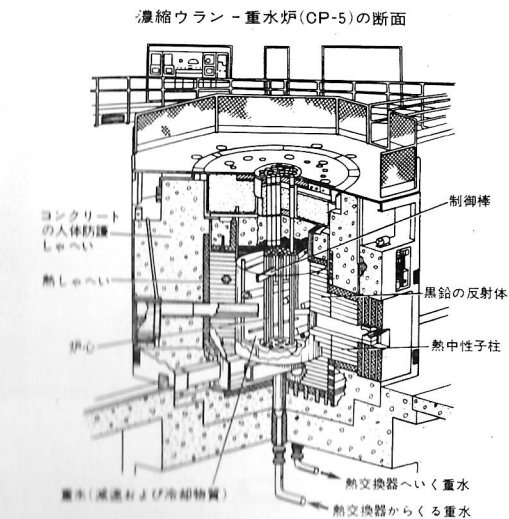 濃縮ウラン－重水炉(CP-5)の断面
コンクリート
の人体防護
しゃへい
熱しゃへい
炉心
重水(減速および冷却物質)
制御棒
黒鉛の反射体
熱中性子柱
熱交換器へいく重水
熱交換器からくる重水